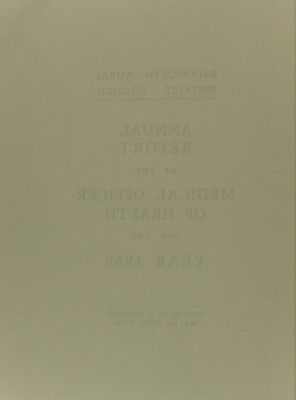 RURAL
DISTRICT COUNCIL
ANNUAL
REPORT
OF THE
MEDICAL OFFICER
OF HEALTH
FOR THE
YEAR 1960